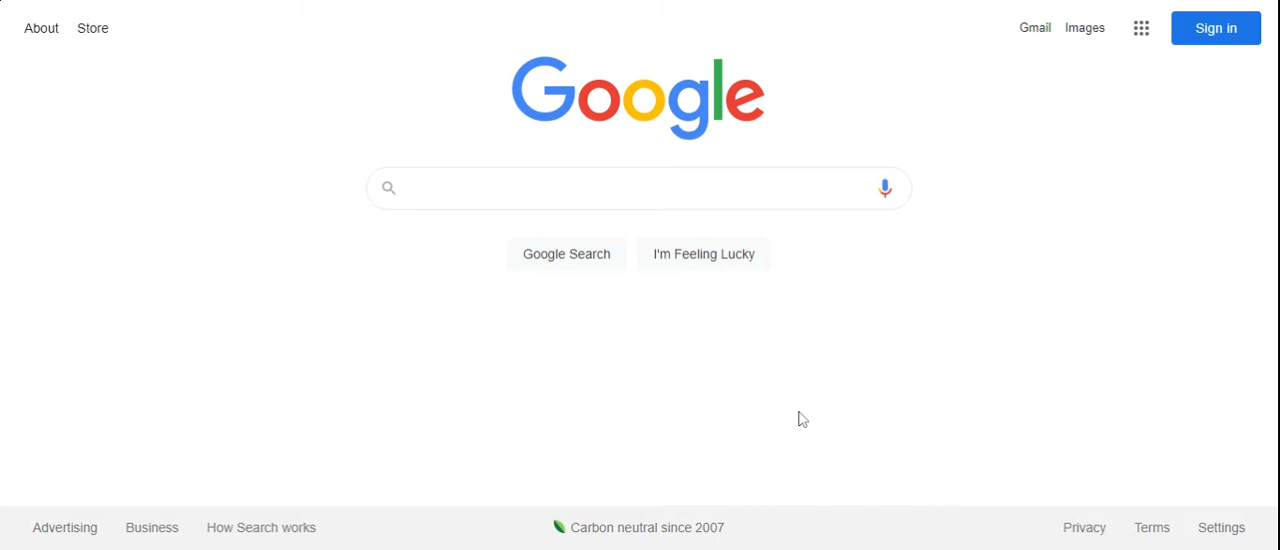 About Store Gmail Images Sign in
Google
Google Search I'm Feeling Lucky
Advertising Business How Search works Carbon neutral since 2007 Privacy Terms Settings